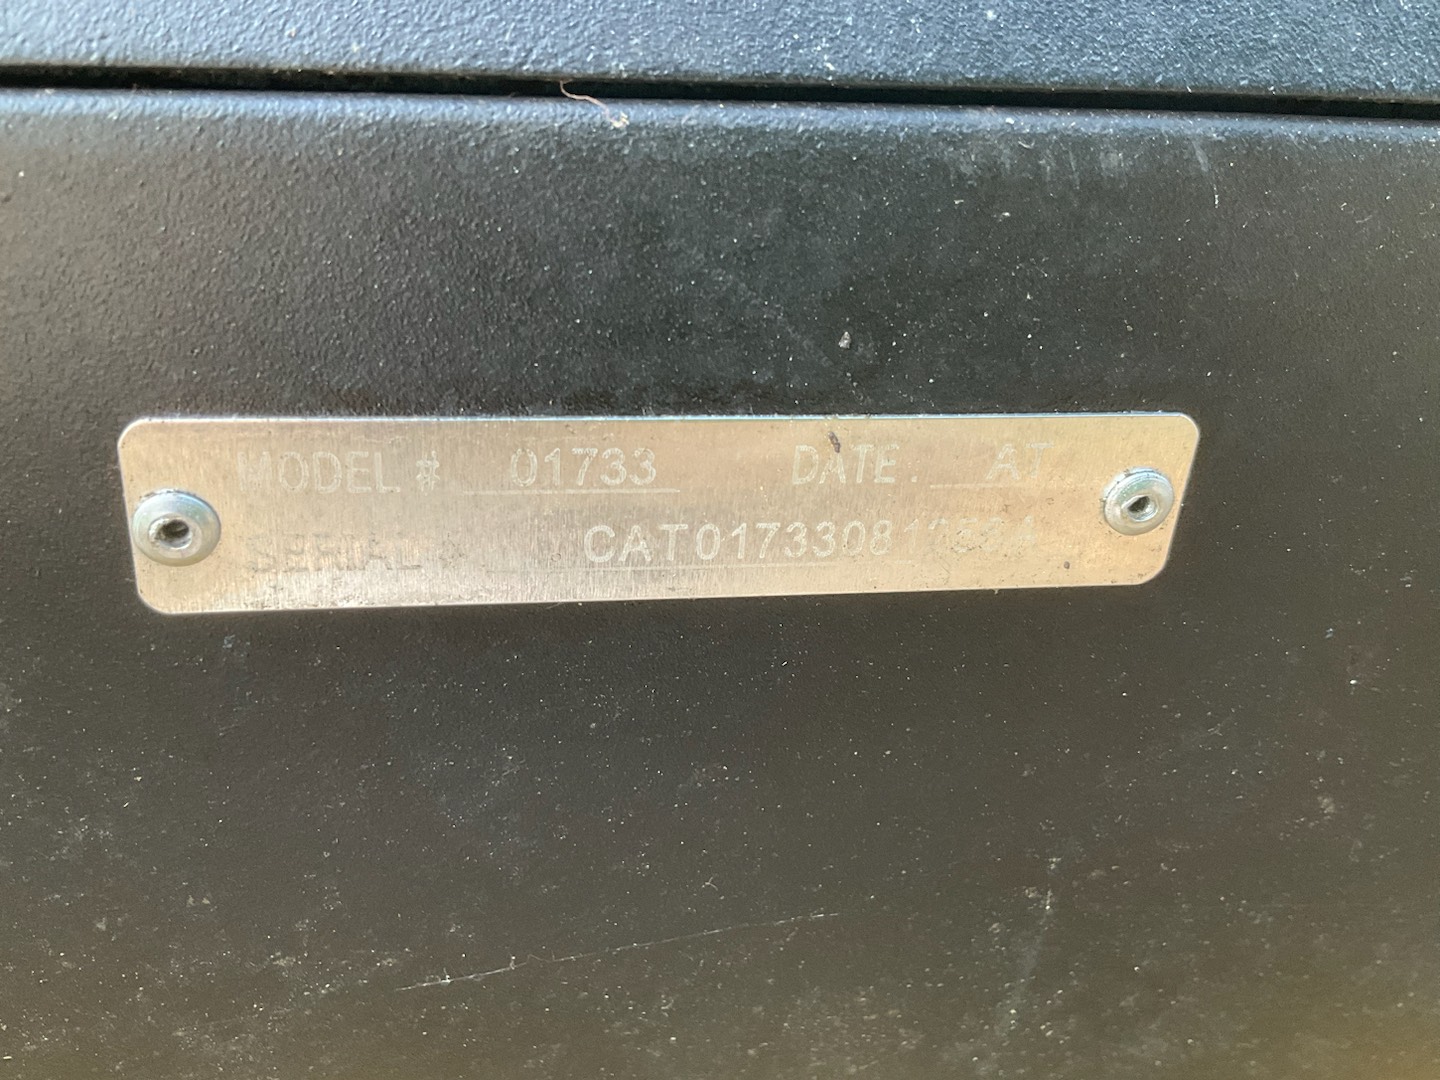 MODEL # 01733 DATE. AT
SERIAL #